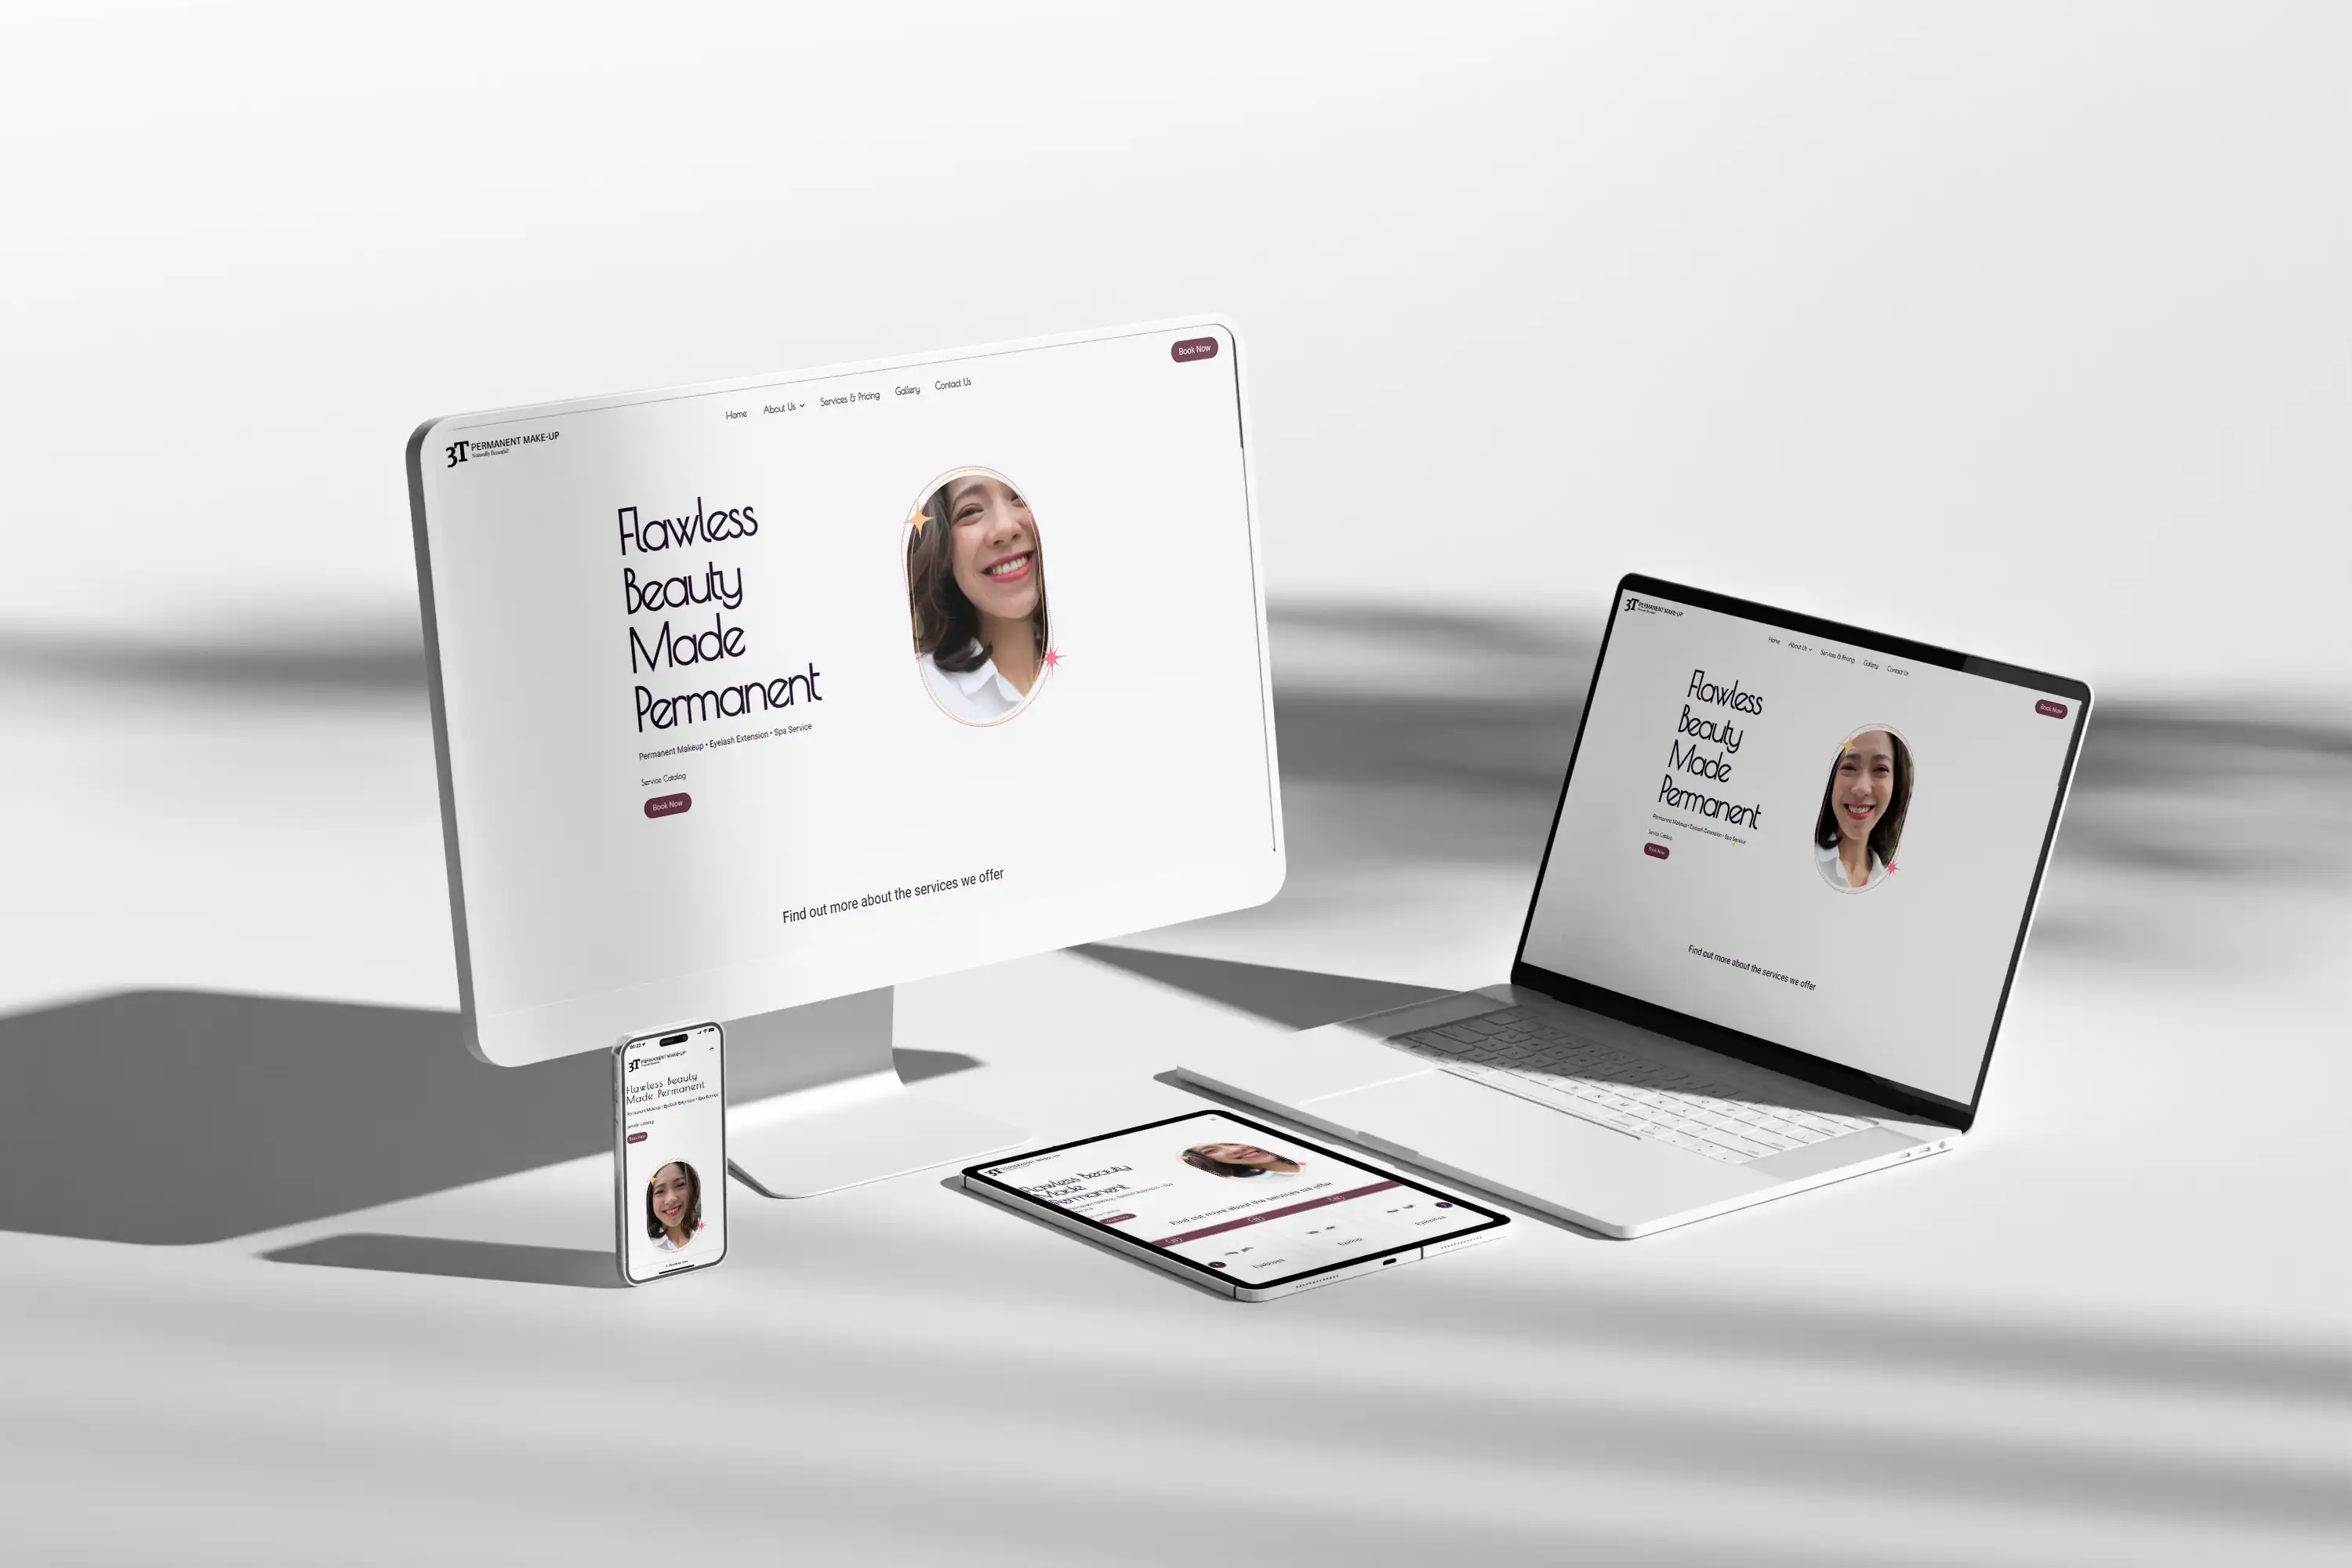 Book Now
Home
About Us
Services & Pricing
Gallery
Contact Us
3T PERMANENT MAKE-UP
Naturally Beautiful
Flawless
Beauty
Made
Permanent
Permanent Makeup • Eyelash Extension • Spa Service
Service Catalog
Book Now
Find out more about the services we offer
3T PERMANENT MAKE-UP
Home
About Us
Services & Pricing
Gallery
Contact Us
Book Now
Flawless
Beauty
Made
Permanent
Permanent Makeup • Eyelash Extension • Spa Service
Service Catalog
Book Now
Find out more about the services we offer
3T PERMANENT MAKE-UP
Flawless Beauty
Made Permanent
Permanent Makeup • Eyelash Extension • Spa Service
Service Catalog
Book Now
3T PERMANENT MAKE-UP
Flawless Beauty
Made
Permanent
Find out more about the services we offer